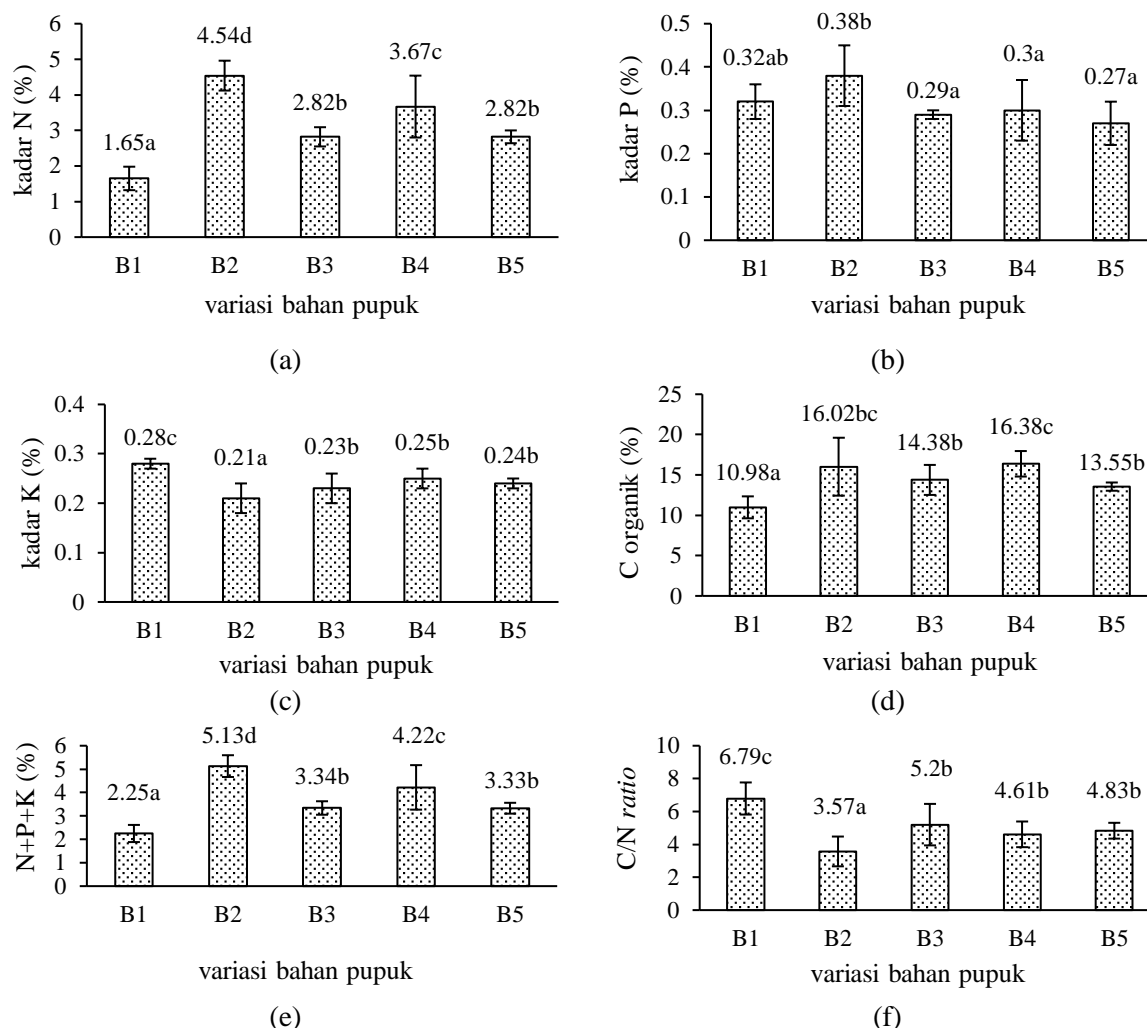 kadar N (%)
6
5
4
3
2
1
0
1.65a
4.54d
2.82b
3.67c
2.82b
B1 B2 B3 B4 B5
variasi bahan pupuk
(a)
kadar P (%)
0.5
0.4
0.3
0.2
0.1
0
0.32ab
0.38b
0.29a
0.3a
0.27a
B1 B2 B3 B4 B5
variasi bahan pupuk
(b)
kadar K (%)
0.4
0.3
0.2
0.1
0
0.28c
0.21a
0.23b
0.25b
0.24b
B1 B2 B3 B4 B5
variasi bahan pupuk
(c)
C organik (%)
25
20
15
10
5
0
10.98a
16.02bc
14.38b
16.38c
13.55b
B1 B2 B3 B4 B5
variasi bahan pupuk
(d)
N+P+K (%)
6
5
4
3
2
1
0
2.25a
5.13d
3.34b
4.22c
3.33b
B1 B2 B3 B4 B5
variasi bahan pupuk
(e)
C/N ratio
10
8
6
4
2
0
6.79c
3.57a
5.2b
4.61b
4.83b
B1 B2 B3 B4 B5
variasi bahan pupuk
(f)